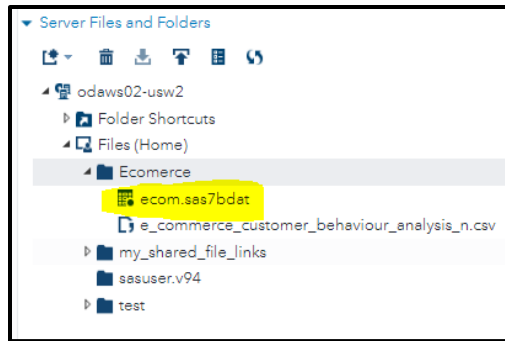 Server Files and Folders
odaws02-usw2
Folder Shortcuts
Files (Home)
Ecomerce
ecom.sas7bdat
e_commerce_customer_behaviour_analysis_n.csv
my_shared_file_links
sasuser.v94
test